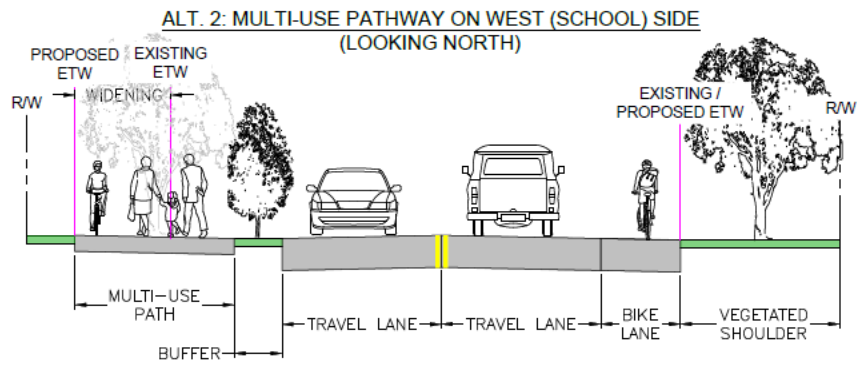 ALT. 2: MULTI-USE PATHWAY ON WEST (SCHOOL) SIDE
(LOOKING NORTH)
PROPOSED
ETW
EXISTING
ETW
WIDENING
R/W
EXISTING /
PROPOSED ETW
R/W
MULTI-USE
PATH
BUFFER
TRAVEL LANE
TRAVEL LANE
BIKE
LANE
VEGETATED
SHOULDER